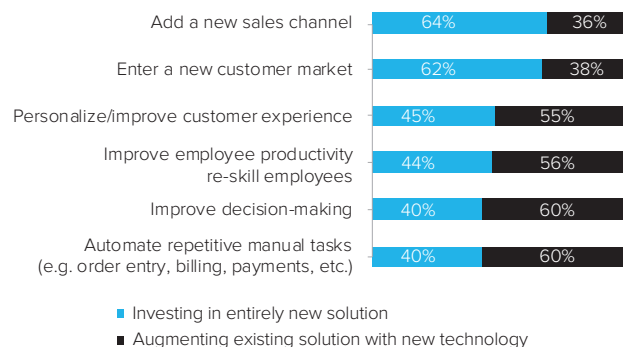 Add a new sales channel
64%
36%
Enter a new customer market
62%
38%
Personalize/improve customer experience
45%
55%
Improve employee productivity
re-skill employees
44%
56%
Improve decision-making
40%
60%
Automate repetitive manual tasks
(e.g. order entry, billing, payments, etc.)
40%
60%
Investing in entirely new solution
Augmenting existing solution with new technology